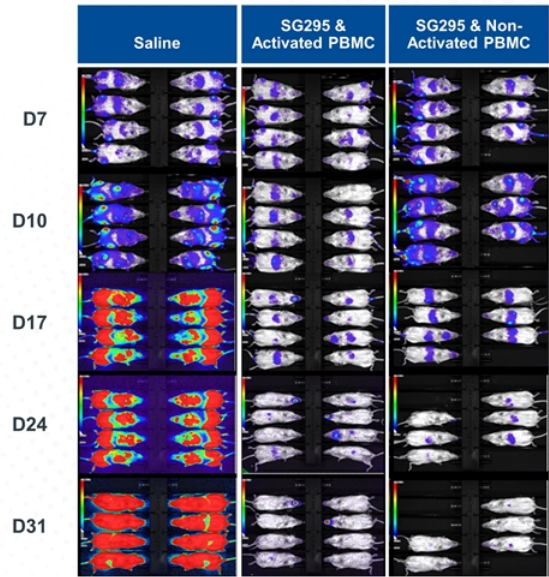 Saline
SG295 &
Activated PBMC
SG295 & Non-
Activated PBMC
D7
D10
D17
D24
D31